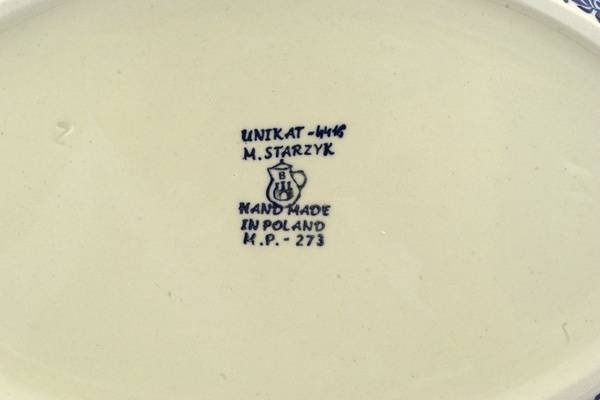 UNIKAT-4416
M. STARZYK
B
HAND MADE
IN POLAND
M.P.-273